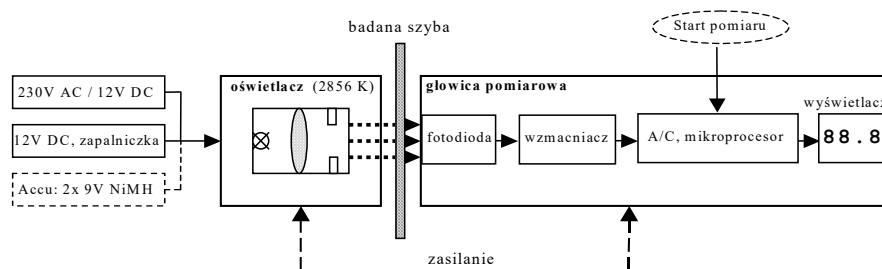 badana szyba
Start pomiaru
230V AC / 12V DC
12V DC, zapalniczka
Accu: 2x 9V NiMH
oświetlacz (2856 K)
głowica pomiarowa
fotodioda
wzmacniacz
A/C, mikroprocesor
wyświetlacz
88.8
zasilanie